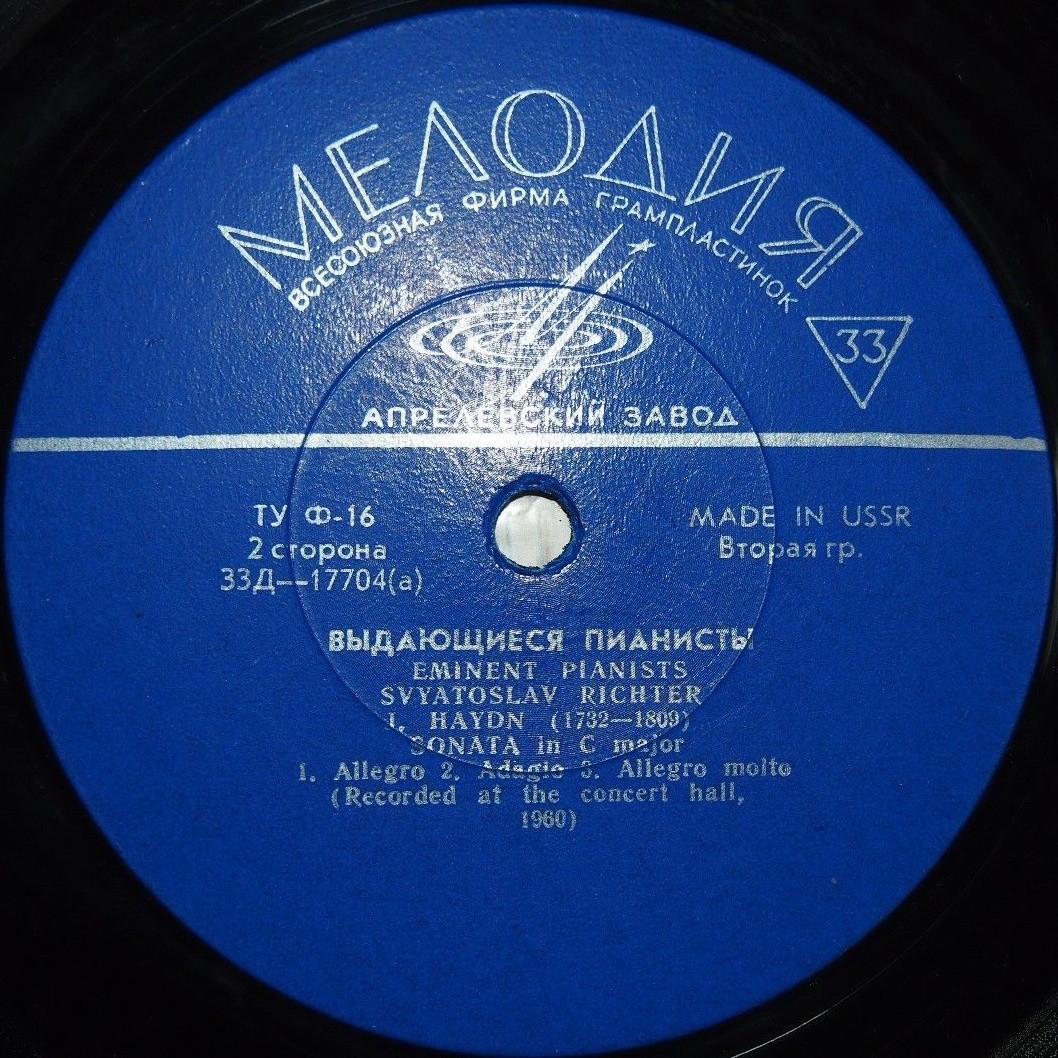 МЕЛОДИЯ
ВСЕСОЮЗНАЯ ФИРМА ГРАМПЛАСТИНОК
33
АПРЕЛЕВСКИЙ ЗАВОД
ТУ Ф-16
2 сторона
33Д—17704(а)
MADE IN USSR
Вторая гр.
ВЫДАЮЩИЕСЯ ПИАНИСТЫ
EMINENT PIANISTS
SVYATOSLAV RICHTER
I. HAYDN (1732—1809)
SONATA in C major
1. Allegro 2. Adagio 3. Allegro molto
(Recorded at the concert hall,
1960)